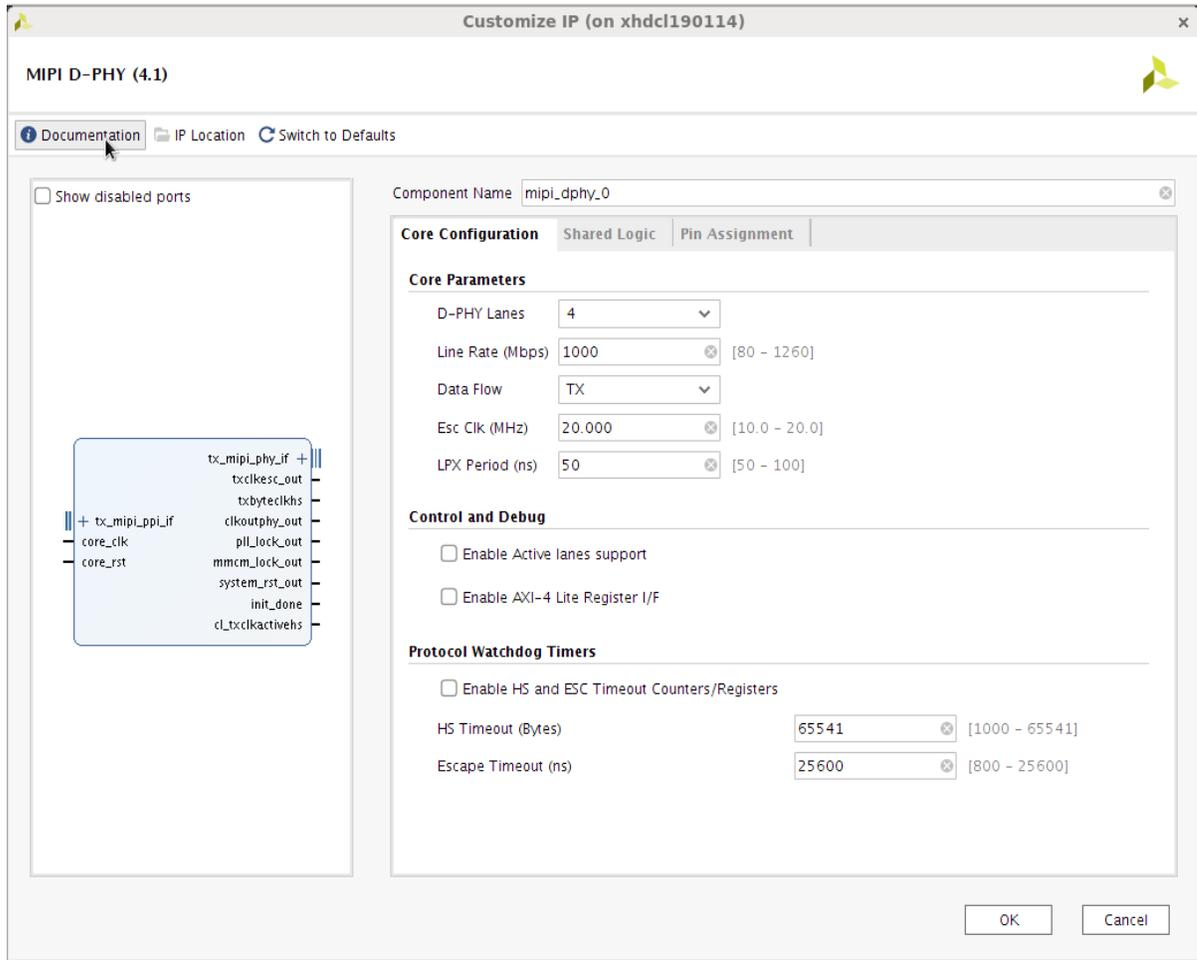 Customize IP (on xhdcl190114)
MIPI D-PHY (4.1)
Documentation IP Location Switch to Defaults
Show disabled ports
tx_mipi_phy_if
txclkesc_out
txbyteclkhs
tx_mipi_ppi_if clkoutphy_out
core_clk pll_lock_out
core_rst mmcm_lock_out
system_rst_out
init_done
cl_txclkactivehs
Component Name mipi_dphy_0
Core Configuration Shared Logic Pin Assignment
Core Parameters
D-PHY Lanes 4
Line Rate (Mbps) 1000 [80 - 1260]
Data Flow TX
Esc Clk (MHz) 20.000 [10.0 - 20.0]
LPX Period (ns) 50 [50 - 100]
Control and Debug
Enable Active lanes support
Enable AXI-4 Lite Register I/F
Protocol Watchdog Timers
Enable HS and ESC Timeout Counters/Registers
HS Timeout (Bytes) 65541 [1000 - 65541]
Escape Timeout (ns) 25600 [800 - 25600]
OK Cancel